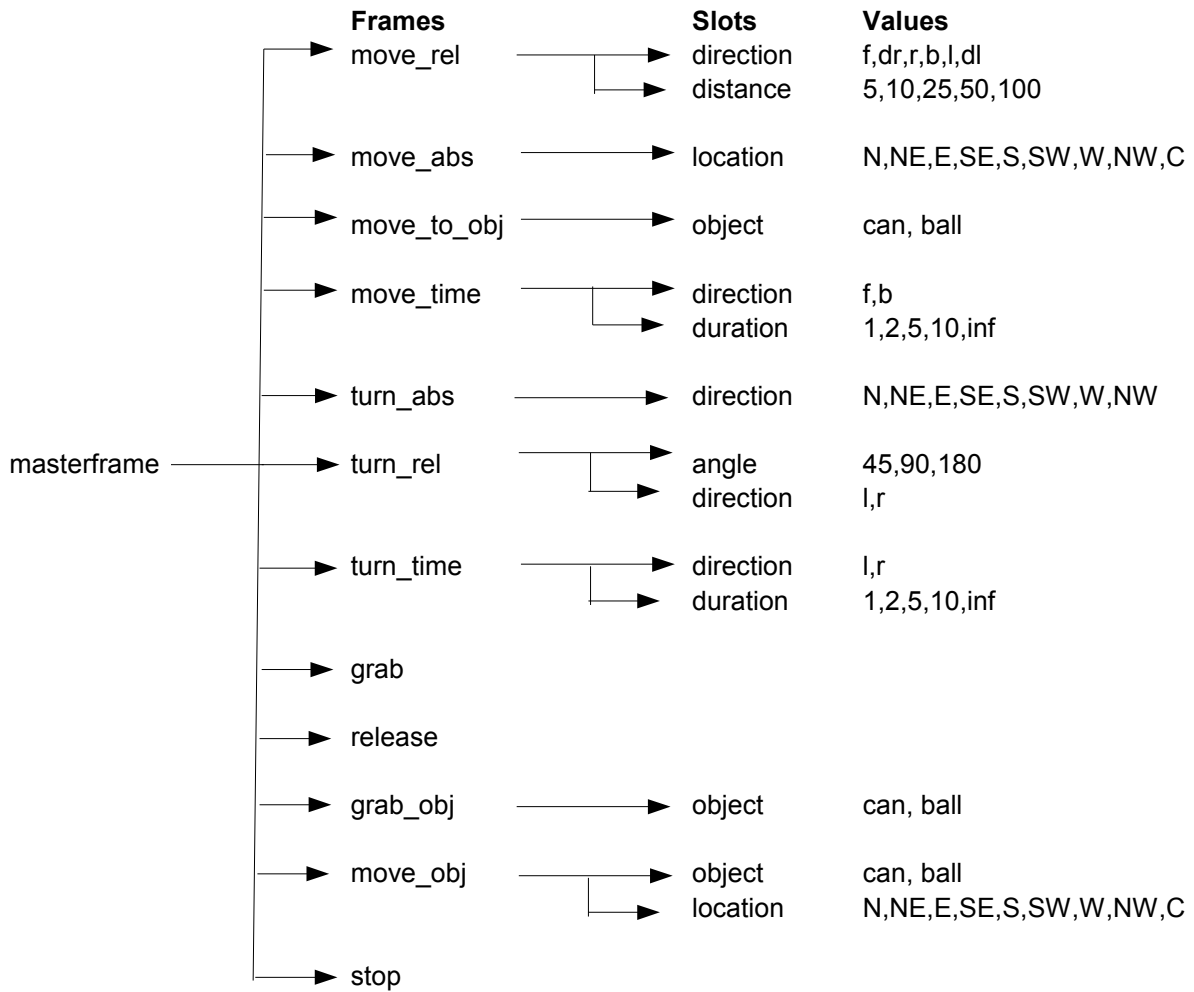 Frames Slots Values
move_rel direction f,dr,r,b,l,dl
distance 5,10,25,50,100
move_abs location N,NE,E,SE,S,SW,W,NW,C
move_to_obj object can, ball
move_time direction f,b
duration 1,2,5,10,inf
turn_abs direction N,NE,E,SE,S,SW,W,NW
masterframe turn_rel angle 45,90,180
direction l,r
turn_time direction l,r
duration 1,2,5,10,inf
grab
release
grab_obj object can, ball
move_obj object can, ball
location N,NE,E,SE,S,SW,W,NW,C
stop